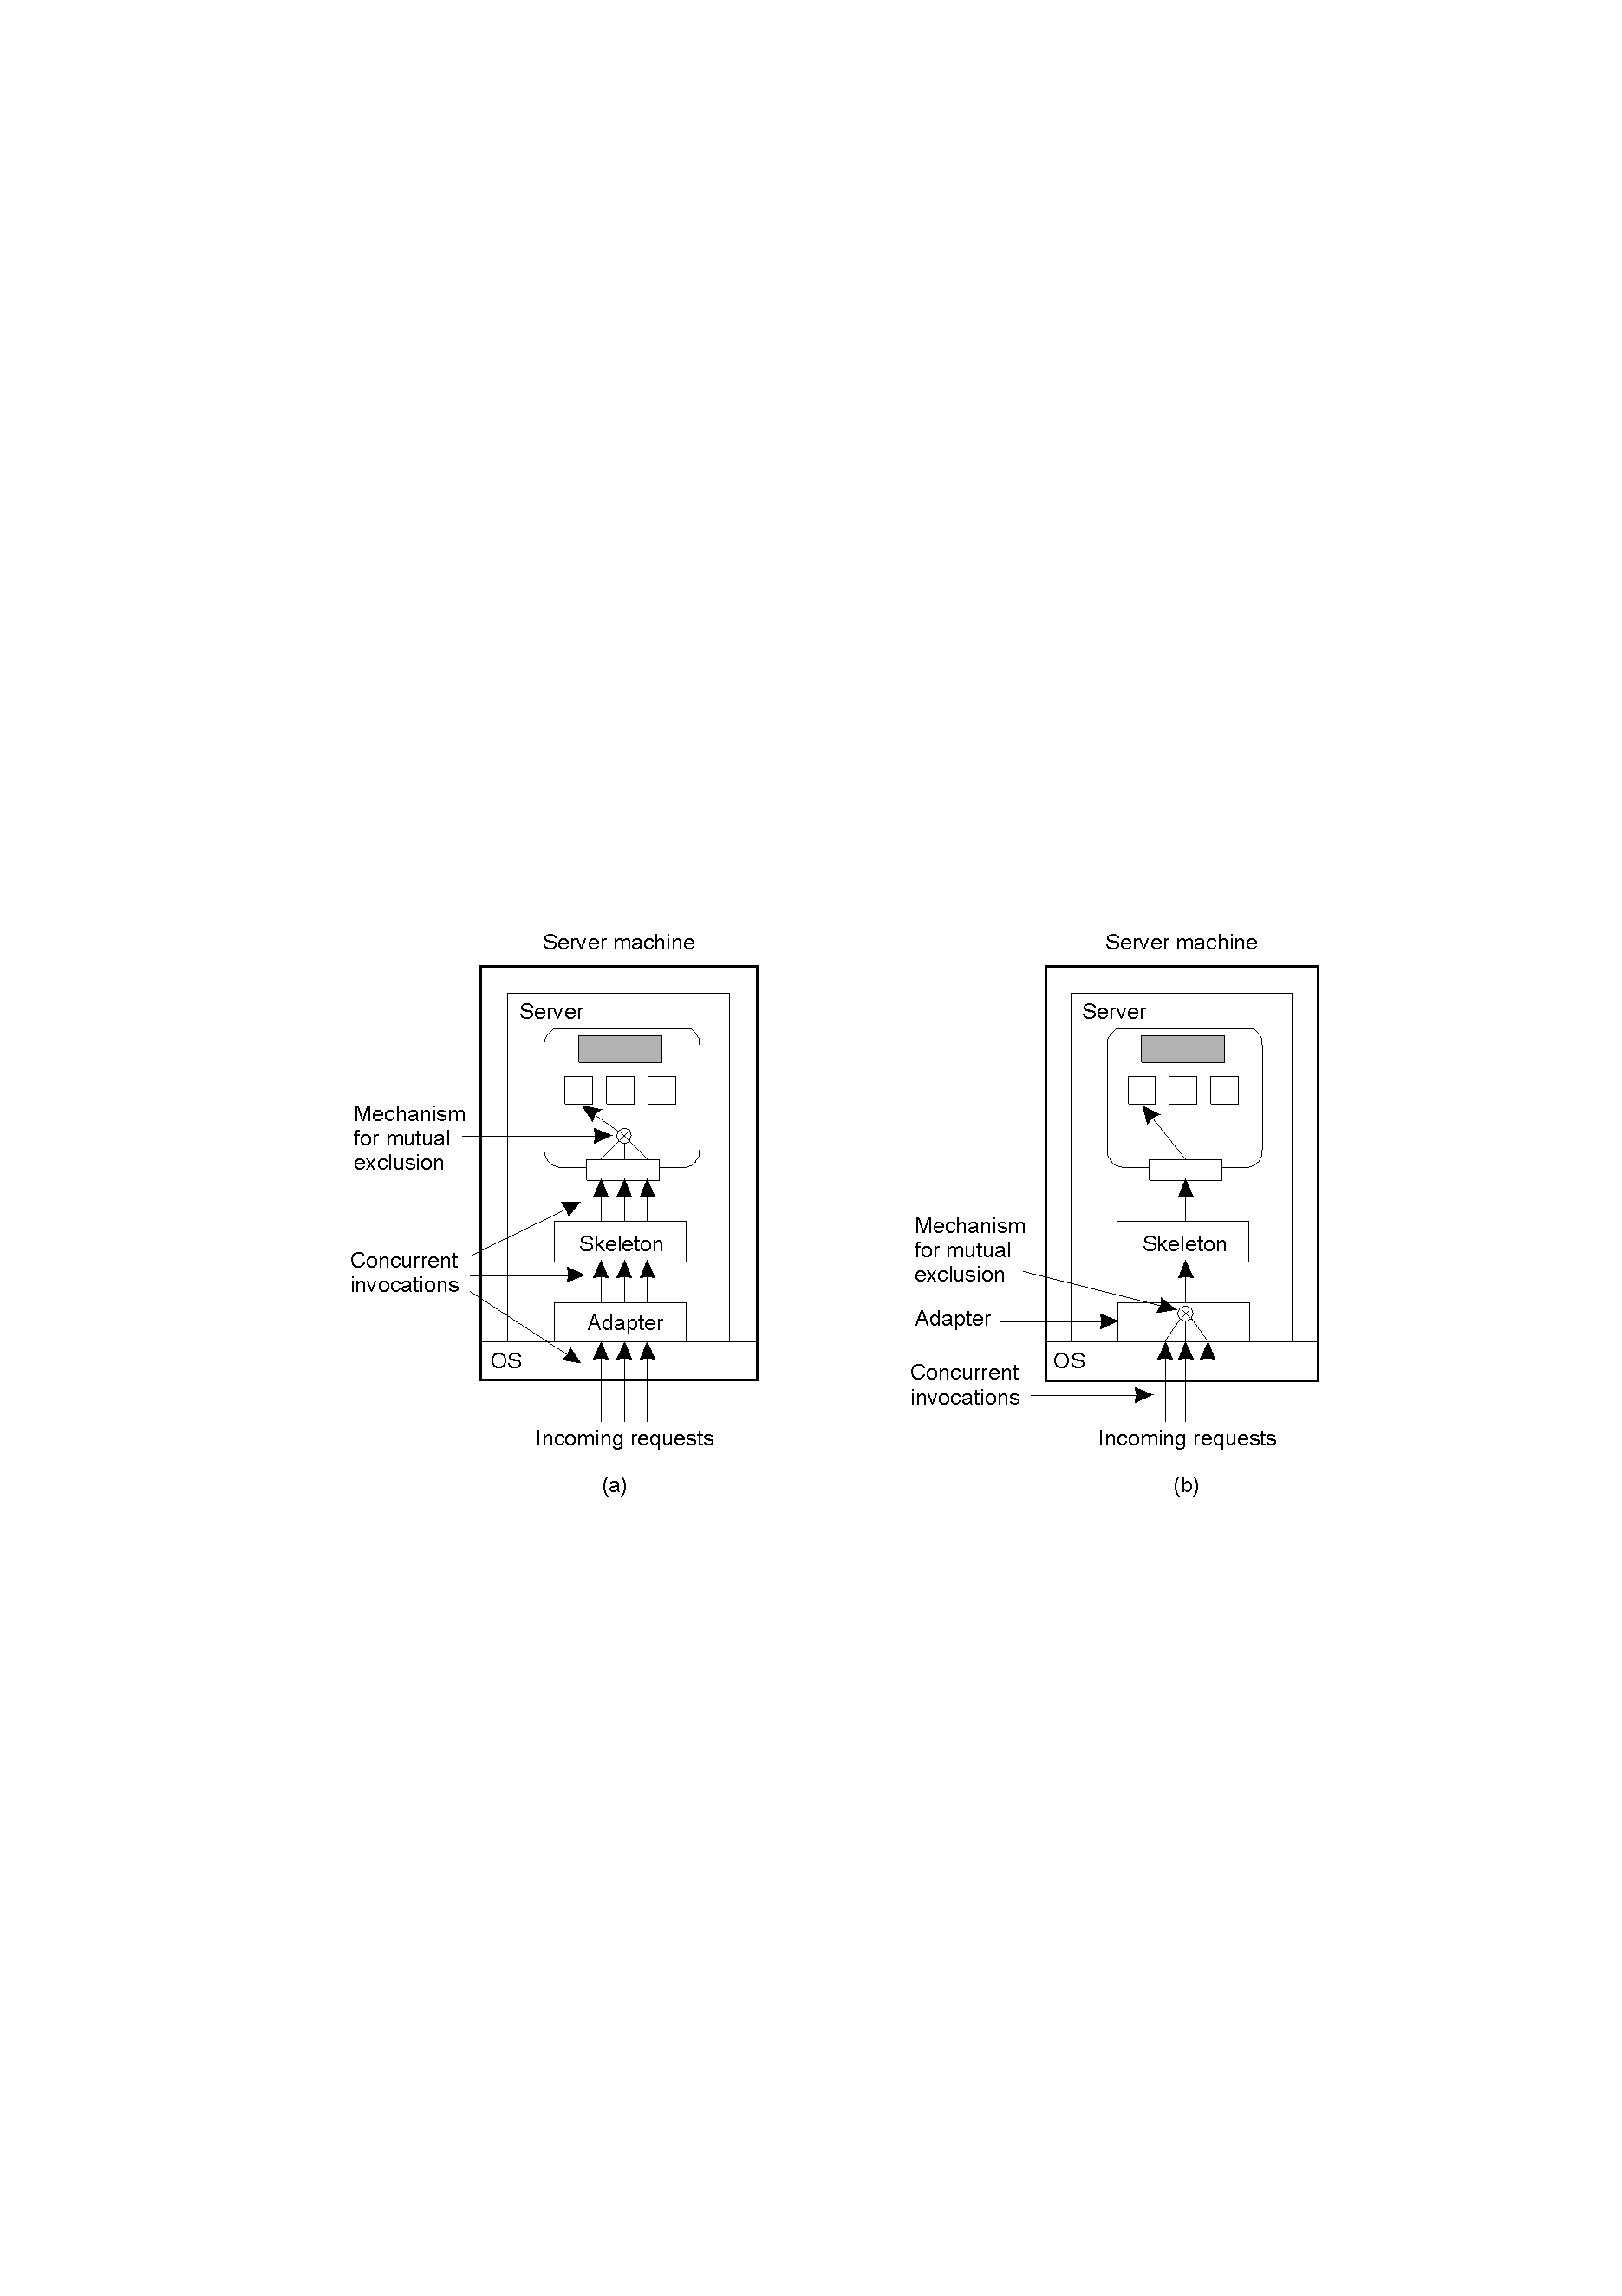 Server machine
Server
Mechanism
for mutual
exclusion
Skeleton
Concurrent
invocations
Adapter
OS
Incoming requests
(a)
Server machine
Server
Mechanism
for mutual
exclusion
Skeleton
Adapter
OS
Concurrent
invocations
Incoming requests
(b)